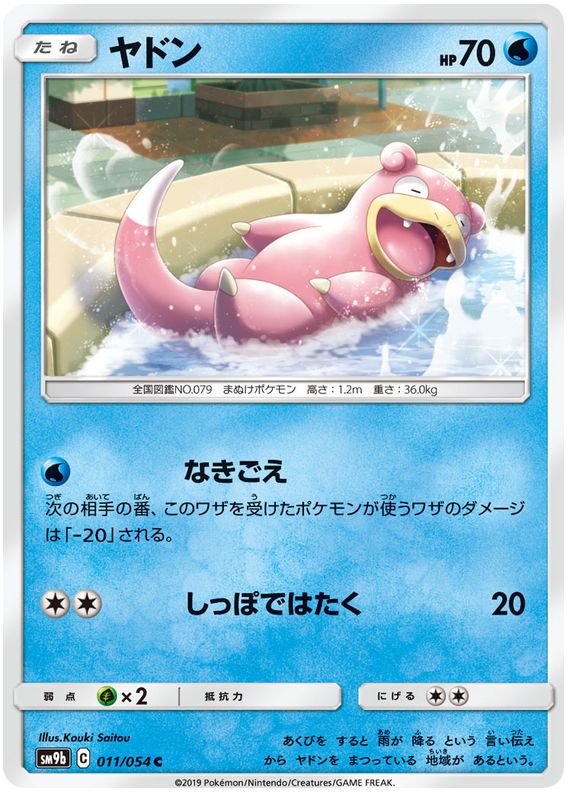 たね ヤドン HP70
全国図鑑NO.079 まぬけポケモン 高さ:1.2m 重さ:36.0kg
なきごえ
次の相手の番、このワザを受けたポケモンが使うワザのダメージ
は「-20」される。
しっぽではたく 20
弱点 ×2 抵抗力 にげる
Illus.Kouki Saitou
sm9b C 011/054 C
あくびを すると 雨が 降る という 言い伝え
から ヤドンを まつっている 地域が あるという。
©2019 Pokémon/Nintendo/Creatures/GAME FREAK.